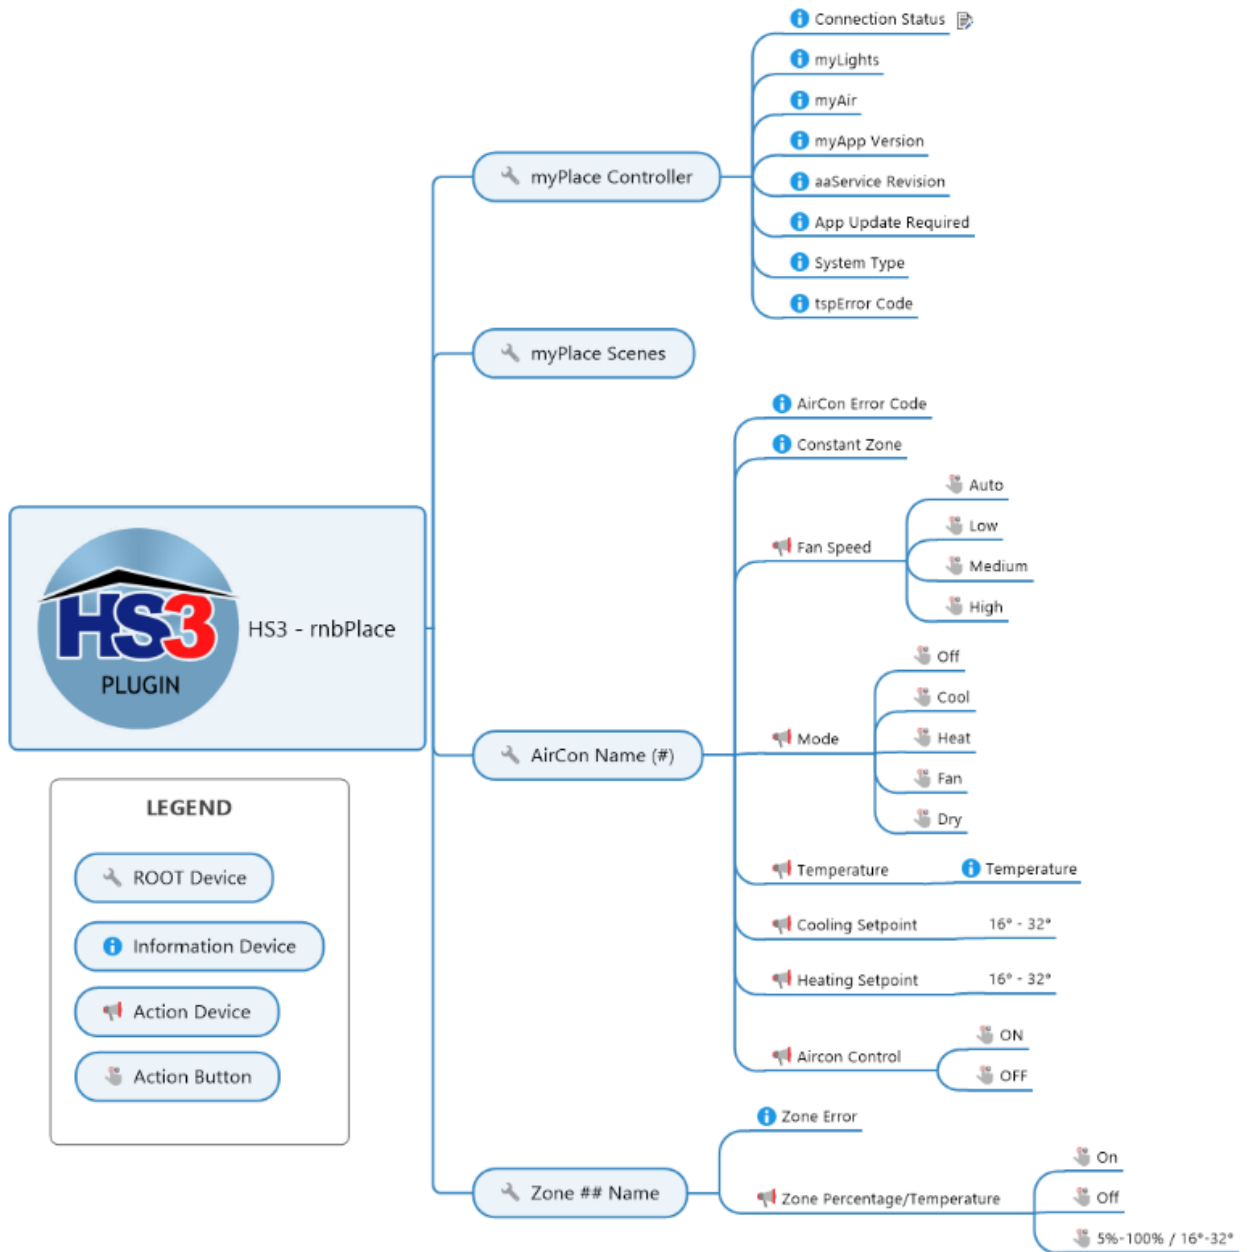 Connection Status
myLights
myAir
myApp Version
myPlace Controller
aaService Revision
App Update Required
System Type
tspError Code
myPlace Scenes
AirCon Error Code
Constant Zone
Auto
Low
Fan Speed
Medium
High
HS3
PLUGIN
HS3 - rnbPlace
Off
Cool
Mode
Heat
Fan
Dry
AirCon Name (#)
LEGEND
ROOT Device
Information Device
Action Device
Action Button
Temperature
Temperature
Cooling Setpoint
16° - 32°
Heating Setpoint
16° - 32°
Aircon Control
ON
OFF
Zone Error
Zone ## Name
Zone Percentage/Temperature
On
Off
5%-100% / 16°-32°